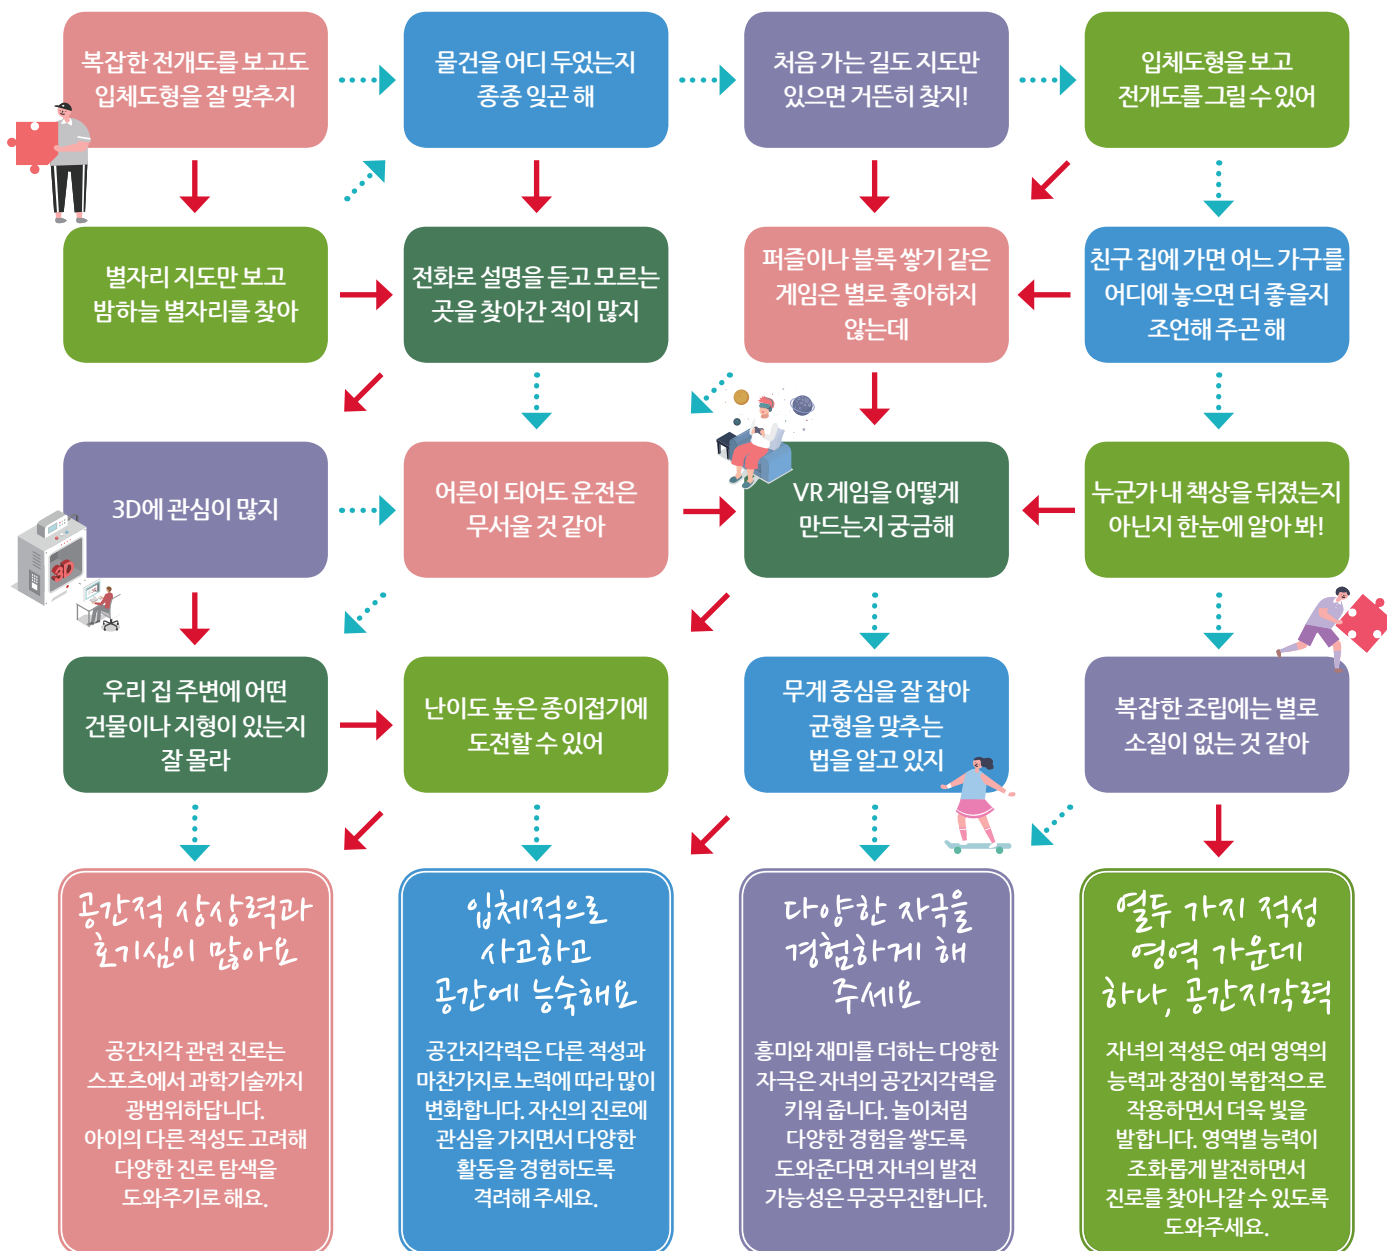 복잡한 전개도를 보고도
입체도형을 잘 맞추지
물건을 어디 두었는지
종종 잊곤 해
처음 가는 길도 지도만
있으면 거뜬히 찾지!
입체도형을 보고
전개도를 그릴 수 있어
별자리 지도만 보고
밤하늘 별자리를 찾아
전화로 설명을 듣고 모르는
곳을 찾아간 적이 많지
퍼즐이나 블록 쌓기 같은
게임은 별로 좋아하지
않는데
친구 집에 가면 어느 가구를
어디에 놓으면 더 좋을지
조언해 주곤 해
3D에 관심이 많지
3D
어른이 되어도 운전은
무서울 것 같아
VR 게임을 어떻게
만드는지 궁금해
누군가 내 책상을 뒤졌는지
아닌지 한눈에 알아 봐!
우리 집 주변에 어떤
건물이나 지형이 있는지
잘 몰라
난이도 높은 종이접기에
도전할 수 있어
무게 중심을 잘 잡아
균형을 맞추는
법을 알고 있지
복잡한 조립에는 별로
소질이 없는 것 같아
공간적 상상력과
호기심이 많아요
공간지각 관련 진로는
스포츠에서 과학기술까지
광범위하답니다.
아이의 다른 적성도 고려해
다양한 진로 탐색을
도와주기로 해요.
입체적으로
사고하고
공간에 능숙해요
공간지각력은 다른 적성과
마찬가지로 노력에 따라 많이
변화합니다. 자신의 진로에
관심을 가지면서 다양한
활동을 경험하도록
격려해 주세요.
다양한 자극을
경험하게 해
주세요
흥미와 재미를 더하는 다양한
자극은 자녀의 공간지각력을
키워 줍니다. 놀이처럼
다양한 경험을 쌓도록
도와준다면 자녀의 발전
가능성은 무궁무진합니다.
열두 가지 적성
영역 가운데
하나, 공간지각력
자녀의 적성은 여러 영역의
능력과 장점이 복합적으로
작용하면서 더욱 빛을
발합니다. 영역별 능력이
조화롭게 발전하면서
진로를 찾아나갈 수 있도록
도와주세요.